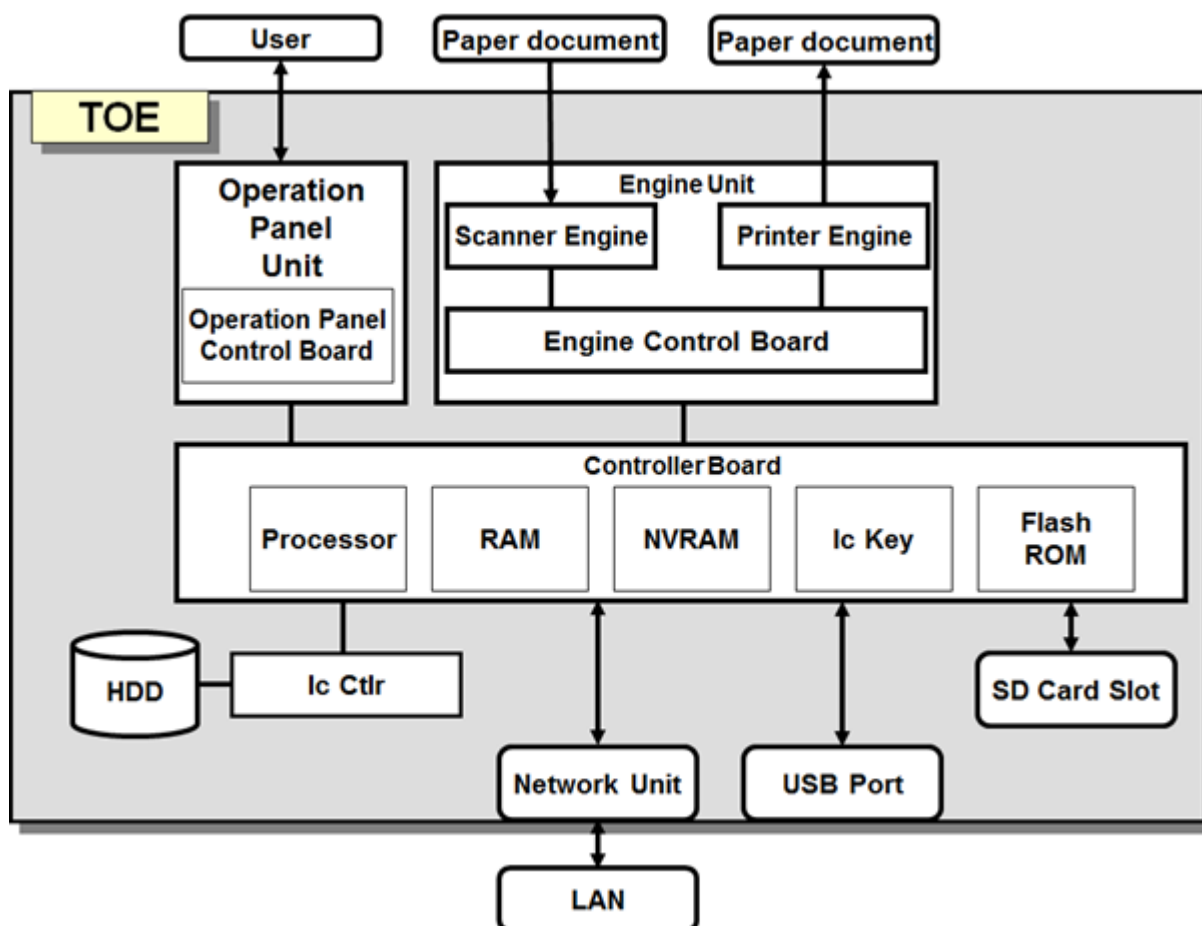 User
Paper document
Paper document
TOE
Operation
Panel
Unit
Operation Panel
Control Board
Engine Unit
Scanner Engine
Printer Engine
Engine Control Board
Controller Board
Processor
RAM
NVRAM
Ic Key
Flash
ROM
HDD
Ic Ctlr
SD Card Slot
Network Unit
USB Port
LAN